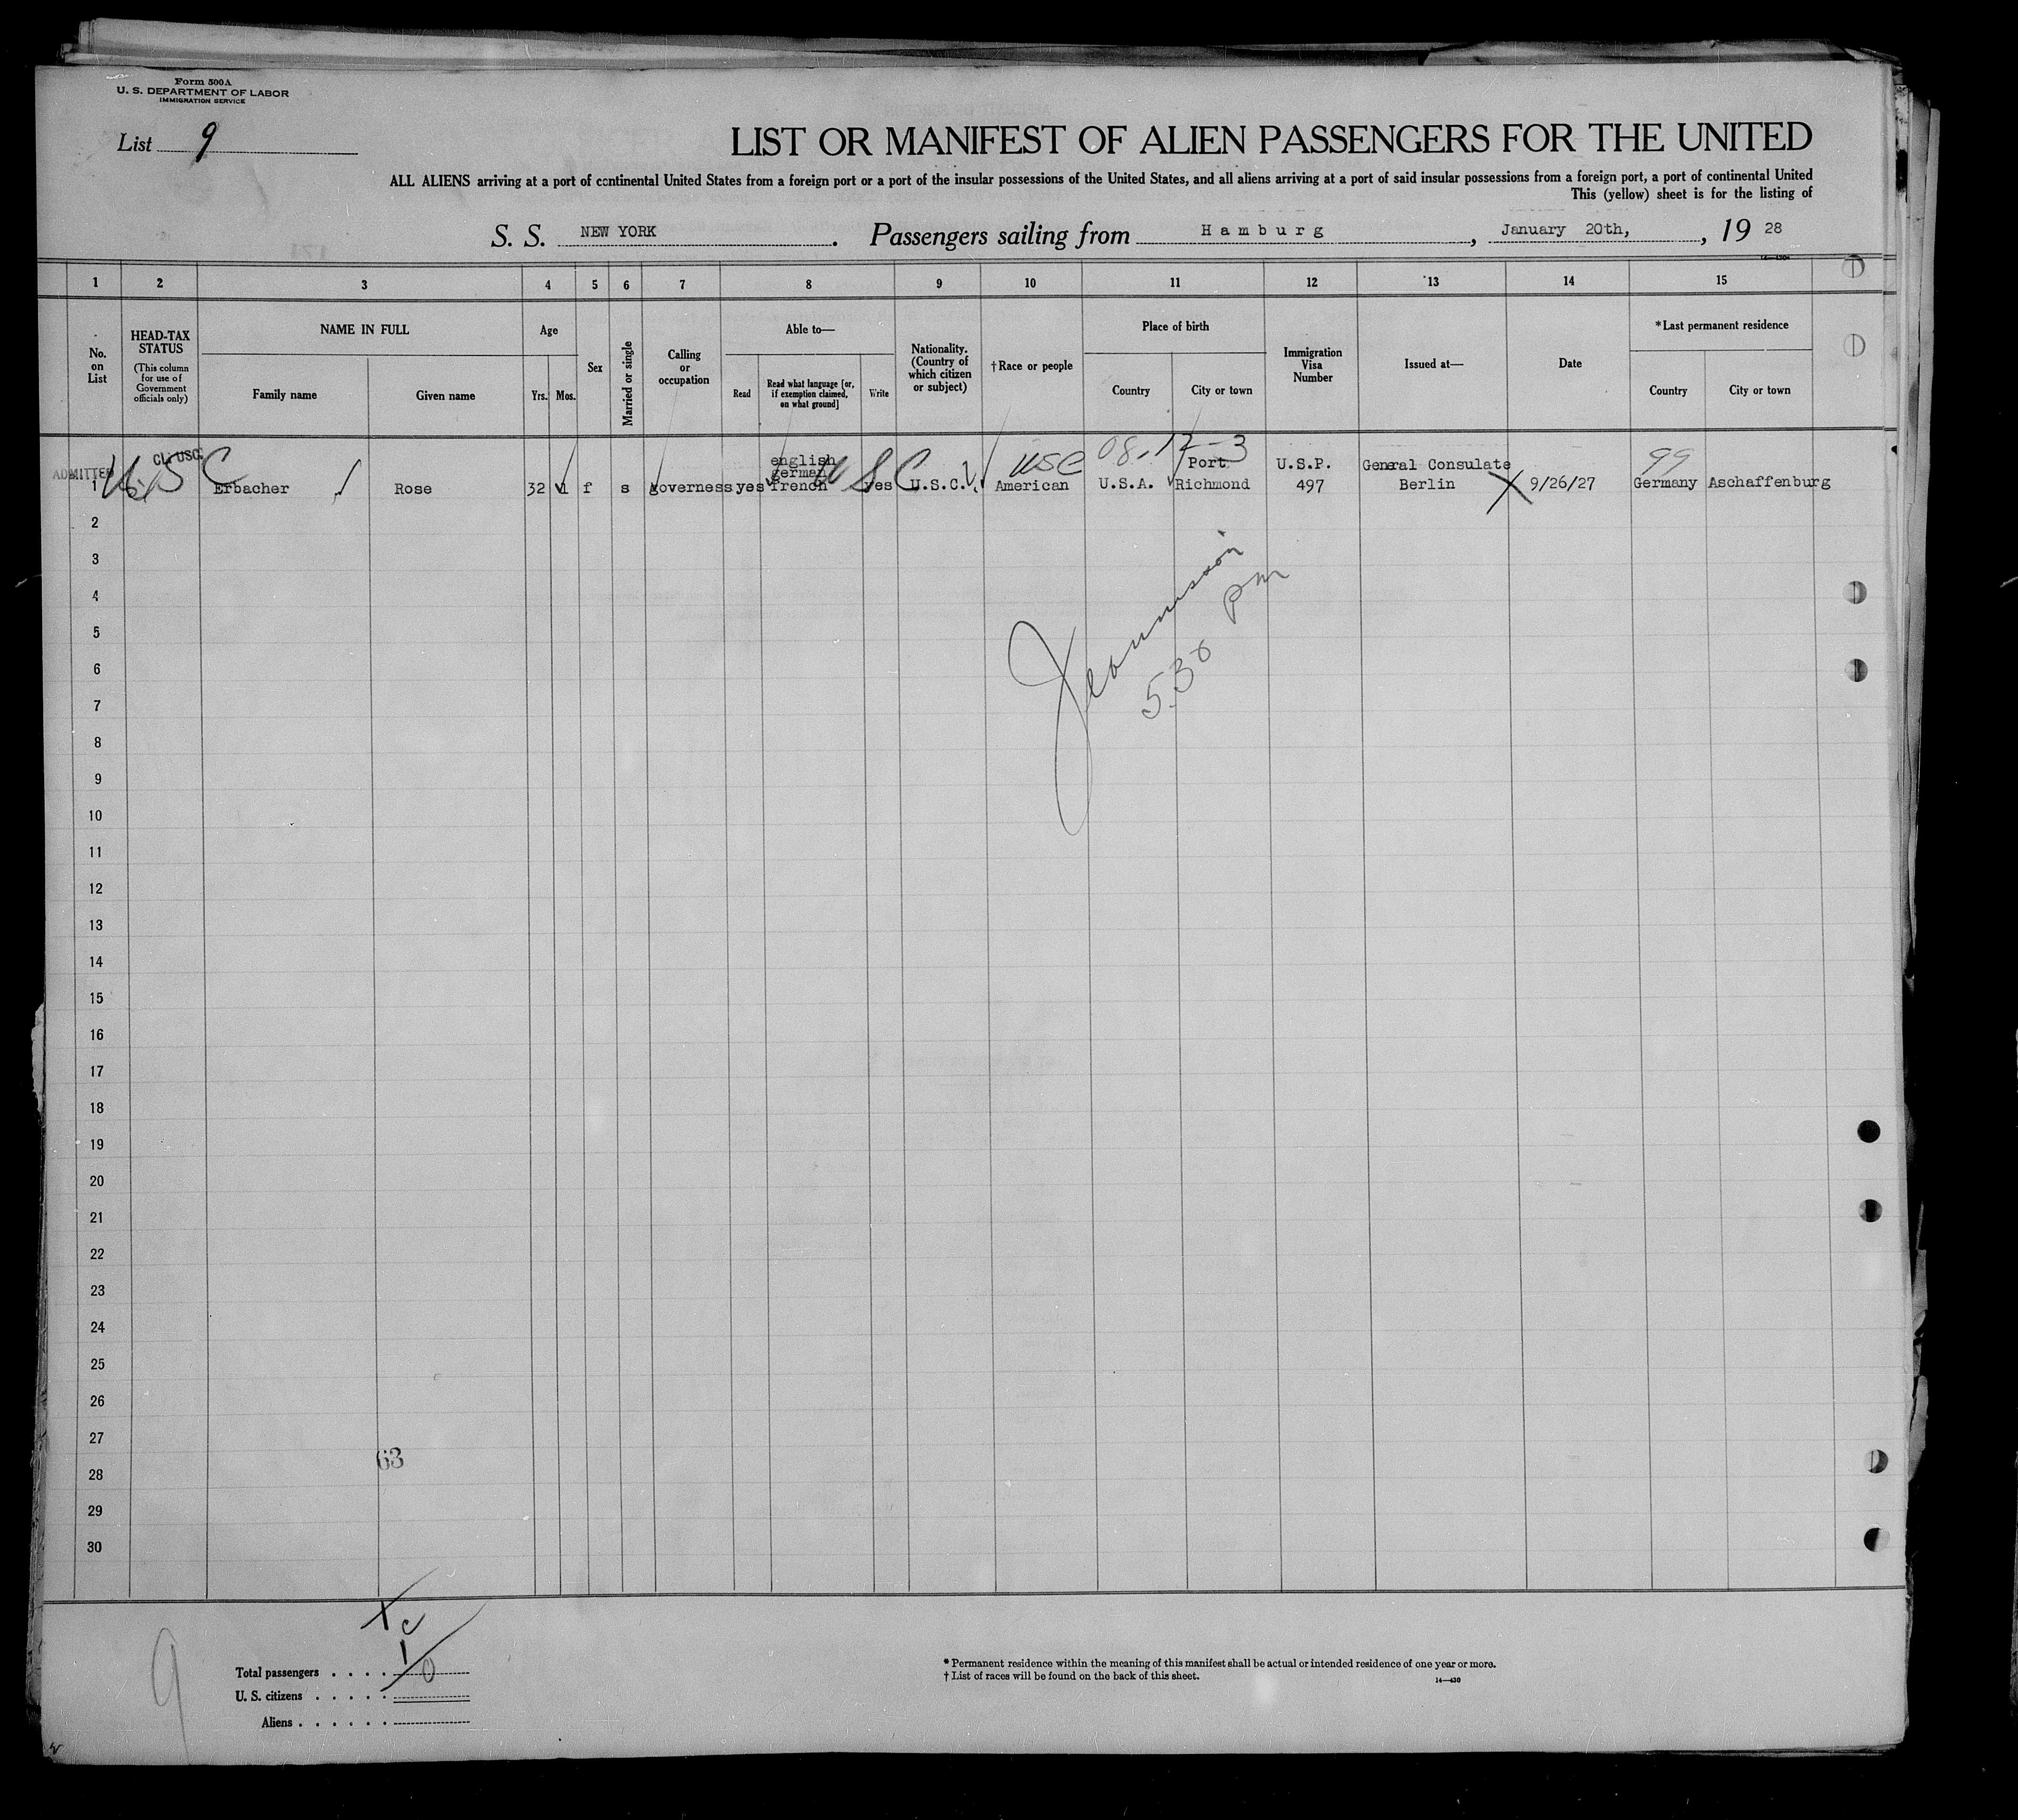 Form 500 A
U. S. DEPARTMENT OF LABOR
IMMIGRATION SERVICE
List 9
LIST OR MANIFEST OF ALIEN PASSENGERS FOR THE UNITED
ALL ALIENS arriving at a port of continental United States from a foreign port or a port of the insular possessions of the United States, and all aliens arriving at a port of said insular possessions from a foreign port, a port of continental United
This (yellow) sheet is for the listing of
S. S. NEW YORK. Passengers sailing from Hamburg, January 20th, , 19 28
1 2 3 4 5 6 7 8 9 10 11 12 13 14 15
No. on List
HEAD-TAX STATUS
(This column for use of Government officials only)
NAME IN FULL
Family name
Given name
Age
Yrs. Mos.
Sex
Married or single
Calling or occupation
Able to—
Read
Read what language [or, if exemption claimed, on what ground]
Write
Nationality. (Country of which citizen or subject)
†Race or people
Place of birth
Country
City or town
Immigration Visa Number
Issued at—
Date
*Last permanent residence
Country
City or town
ADMITTED
U S C
USC
U S C
USC 08.12-3
99
english
german
Port
U.S.P.
General Consulate
1 Erbacher Rose 32 1 f s governess yes french yes U.S.C. American U.S.A. Richmond 497 Berlin 9/26/27 Germany Aschaffenburg
2
3
4
5
530 pm
6
7
8
9
10
11
12
13
14
15
16
17
18
19
20
21
22
23
24
25
26
27
63
28
29
30
9
Total passengers
U. S. citizens
Aliens
* Permanent residence within the meaning of this manifest shall be actual or intended residence of one year or more.
† List of races will be found on the back of this sheet.
14—430